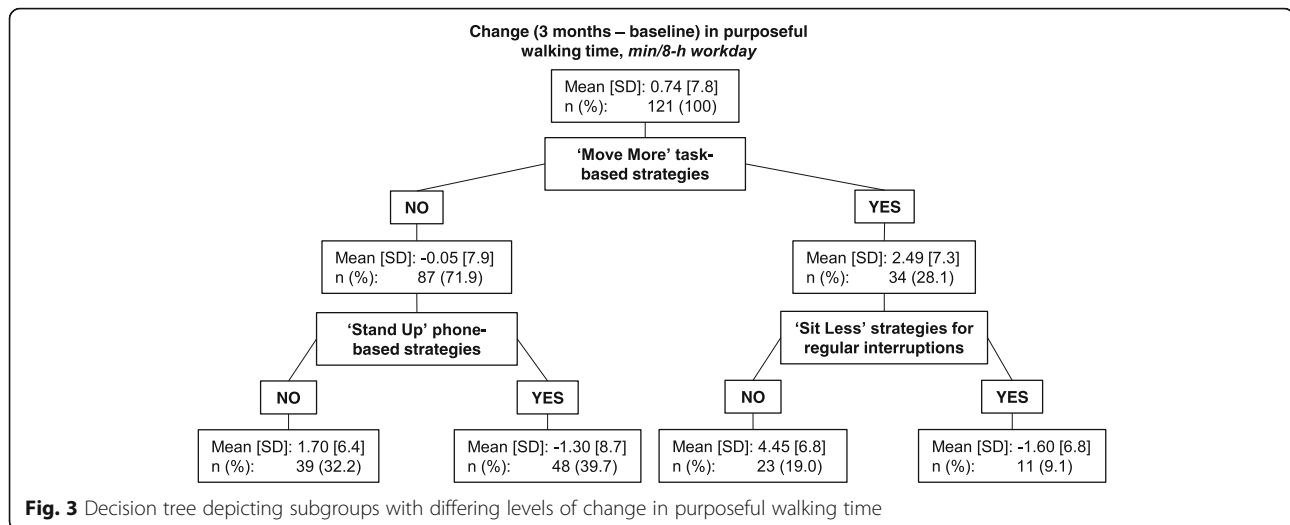 Change (3 months – baseline) in purposeful
walking time, min/8-h workday
Mean [SD]: 0.74 [7.8]
n (%): 121 (100)
‘Move More’ task-
based strategies
NO
YES
Mean [SD]: -0.05 [7.9]
n (%): 87 (71.9)
Mean [SD]: 2.49 [7.3]
n (%): 34 (28.1)
‘Stand Up’ phone-
based strategies
‘Sit Less’ strategies for
regular interruptions
NO
YES
NO
YES
Mean [SD]: 1.70 [6.4]
n (%): 39 (32.2)
Mean [SD]: -1.30 [8.7]
n (%): 48 (39.7)
Mean [SD]: 4.45 [6.8]
n (%): 23 (19.0)
Mean [SD]: -1.60 [6.8]
n (%): 11 (9.1)
Fig. 3 Decision tree depicting subgroups with differing levels of change in purposeful walking time